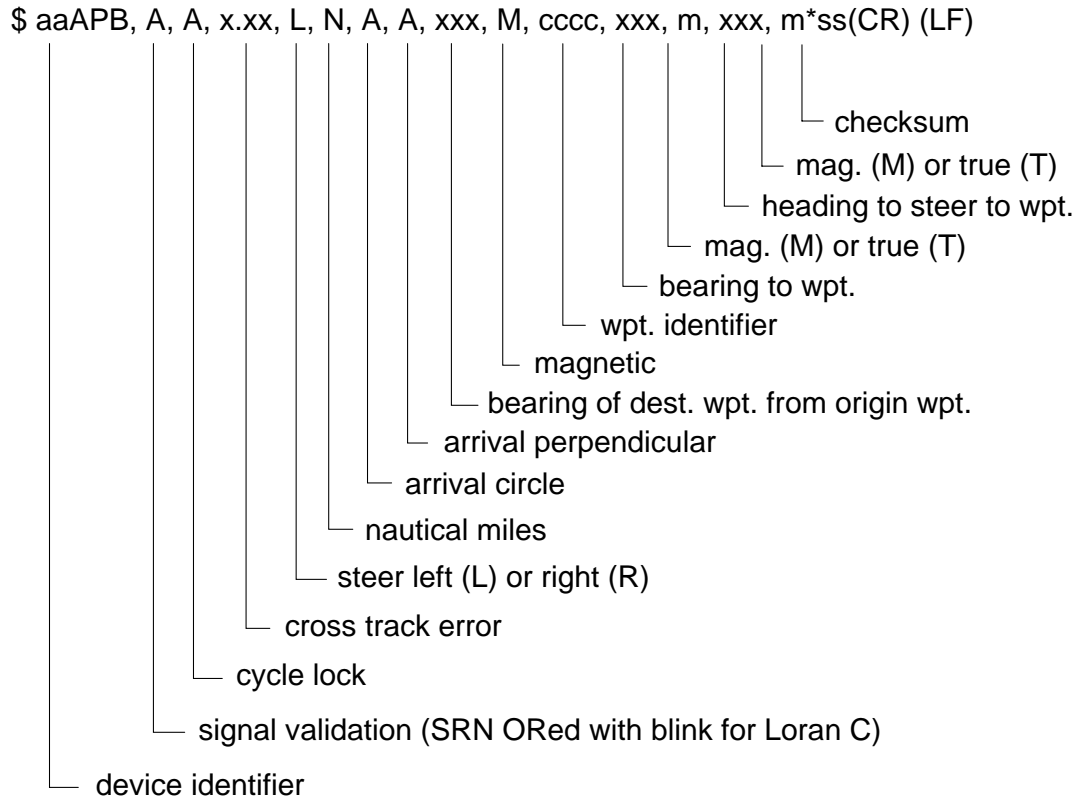 $ aaAPB, A, A, x.xx, L, N, A, A, xxx, M, cccc, xxx, m, xxx, m*ss(CR) (LF)
checksum
mag. (M) or true (T)
heading to steer to wpt.
mag. (M) or true (T)
bearing to wpt.
wpt. identifier
magnetic
bearing of dest. wpt. from origin wpt.
arrival perpendicular
arrival circle
nautical miles
steer left (L) or right (R)
cross track error
cycle lock
signal validation (SRN ORed with blink for Loran C)
device identifier